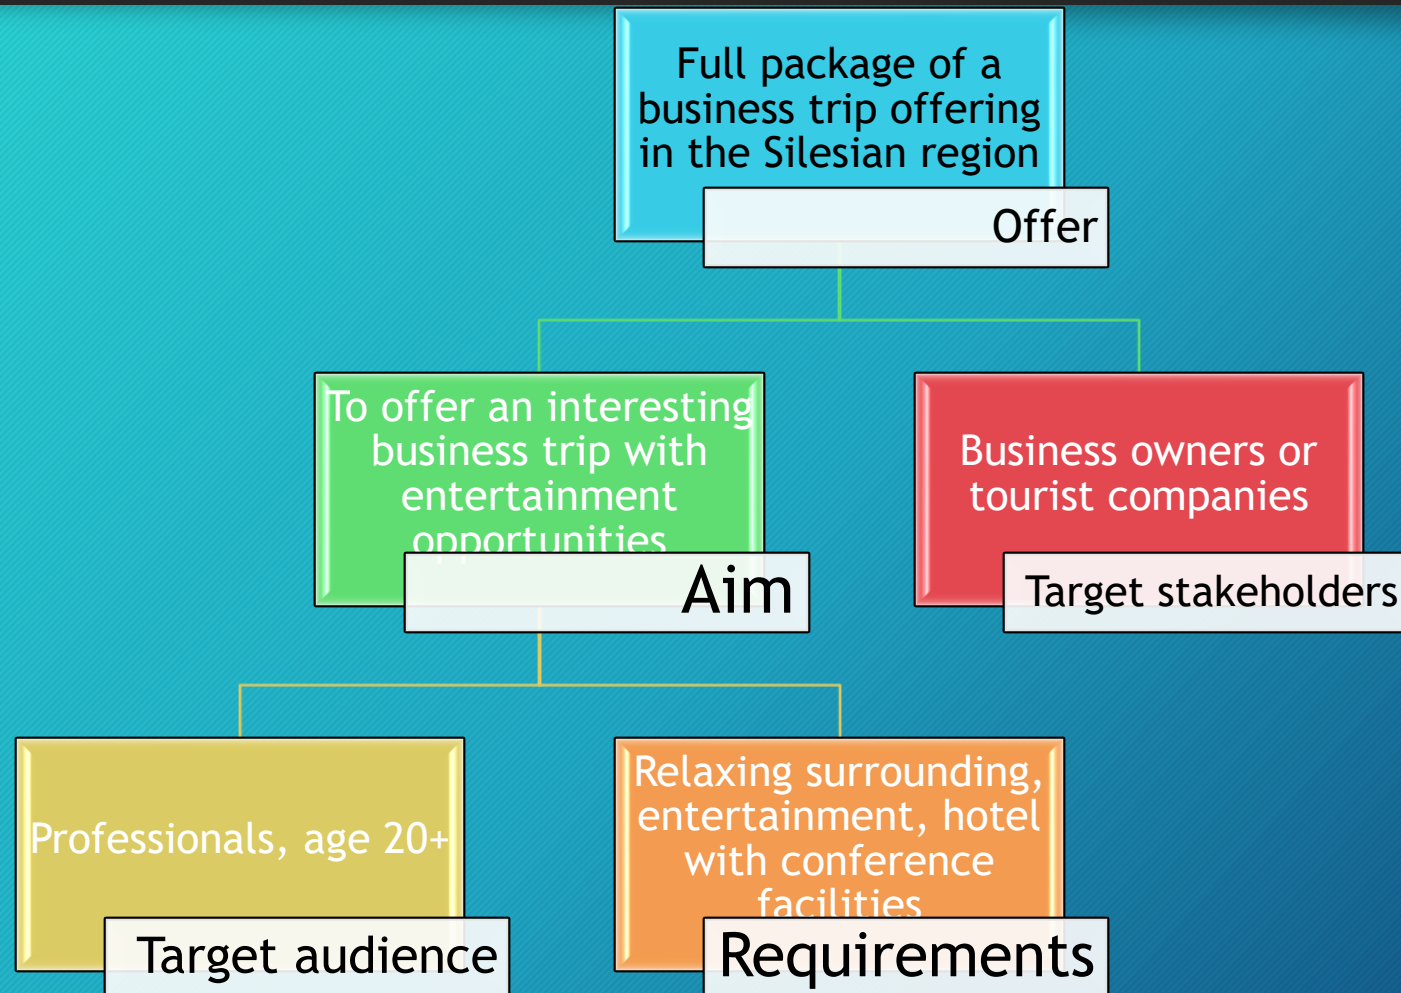 Full package of a
business trip offering
in the Silesian region
Offer
To offer an interesting
business trip with
entertainment
opportunities
Aim
Business owners or
tourist companies
Target stakeholders
Professionals, age 20+
Target audience
Relaxing surrounding,
entertainment, hotel
with conference
facilities
Requirements